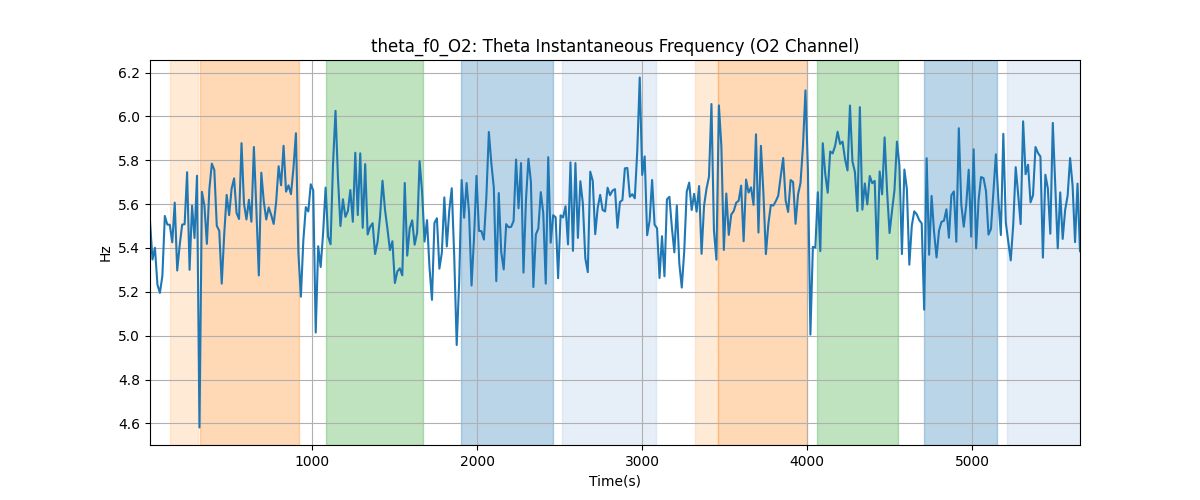 theta_f0_O2: Theta Instantaneous Frequency (O2 Channel)
Hz
6.2
6.0
5.8
5.6
5.4
5.2
5.0
4.8
4.6
1000 2000 3000 4000 5000
Time(s)